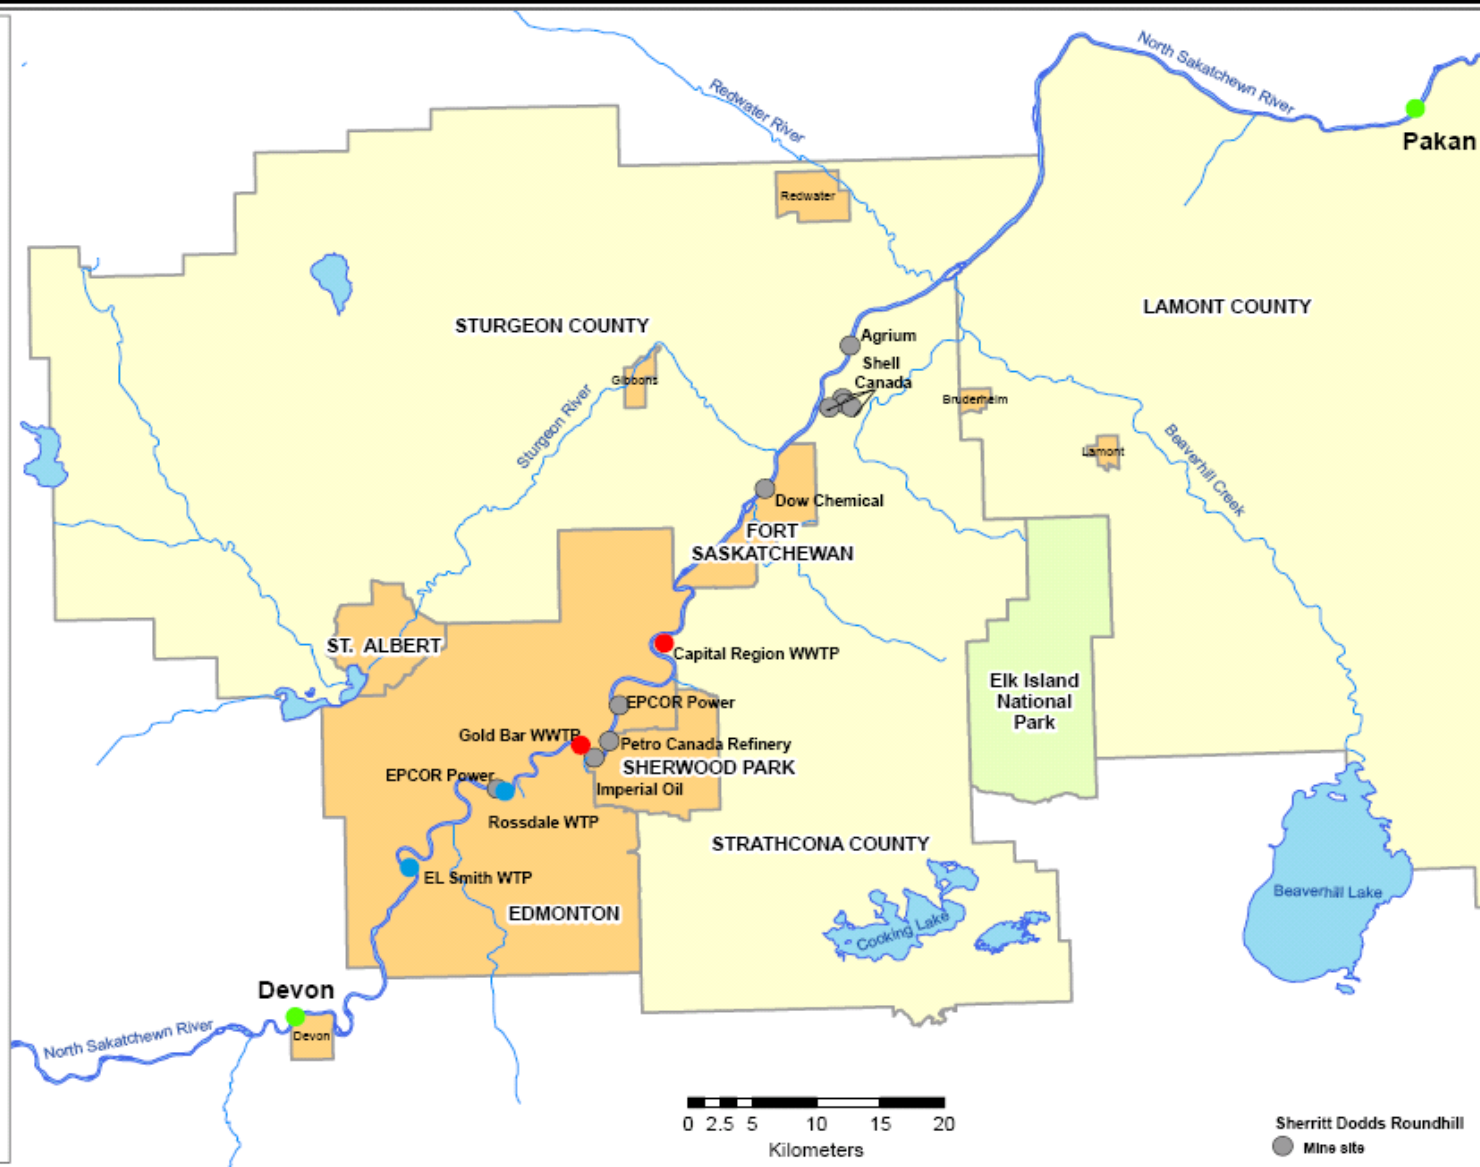 North Sakatchewn River
Redwater River
Pakan
Redwater
LAMONT COUNTY
STURGEON COUNTY
Agrium
Shell
Canada
Gibbons
Bruderheim
Sturgeon River
Lamont
Beaverhill Creek
Dow Chemical
FORT
SASKATCHEWAN
ST. ALBERT
Capital Region WWTP
Elk Island
National
Park
EPCOR Power
Gold Bar WWTP
Petro Canada Refinery
SHERWOOD PARK
EPCOR Power
Imperial Oil
Rossdale WTP
STRATHCONA COUNTY
EL Smith WTP
Beaverhill Lake
EDMONTON
Cooking Lake
Devon
North Sakatchewn River
Devon
0 2.5 5 10 15 20
Kilometers
Sherritt Dodds Roundhill
Mine site